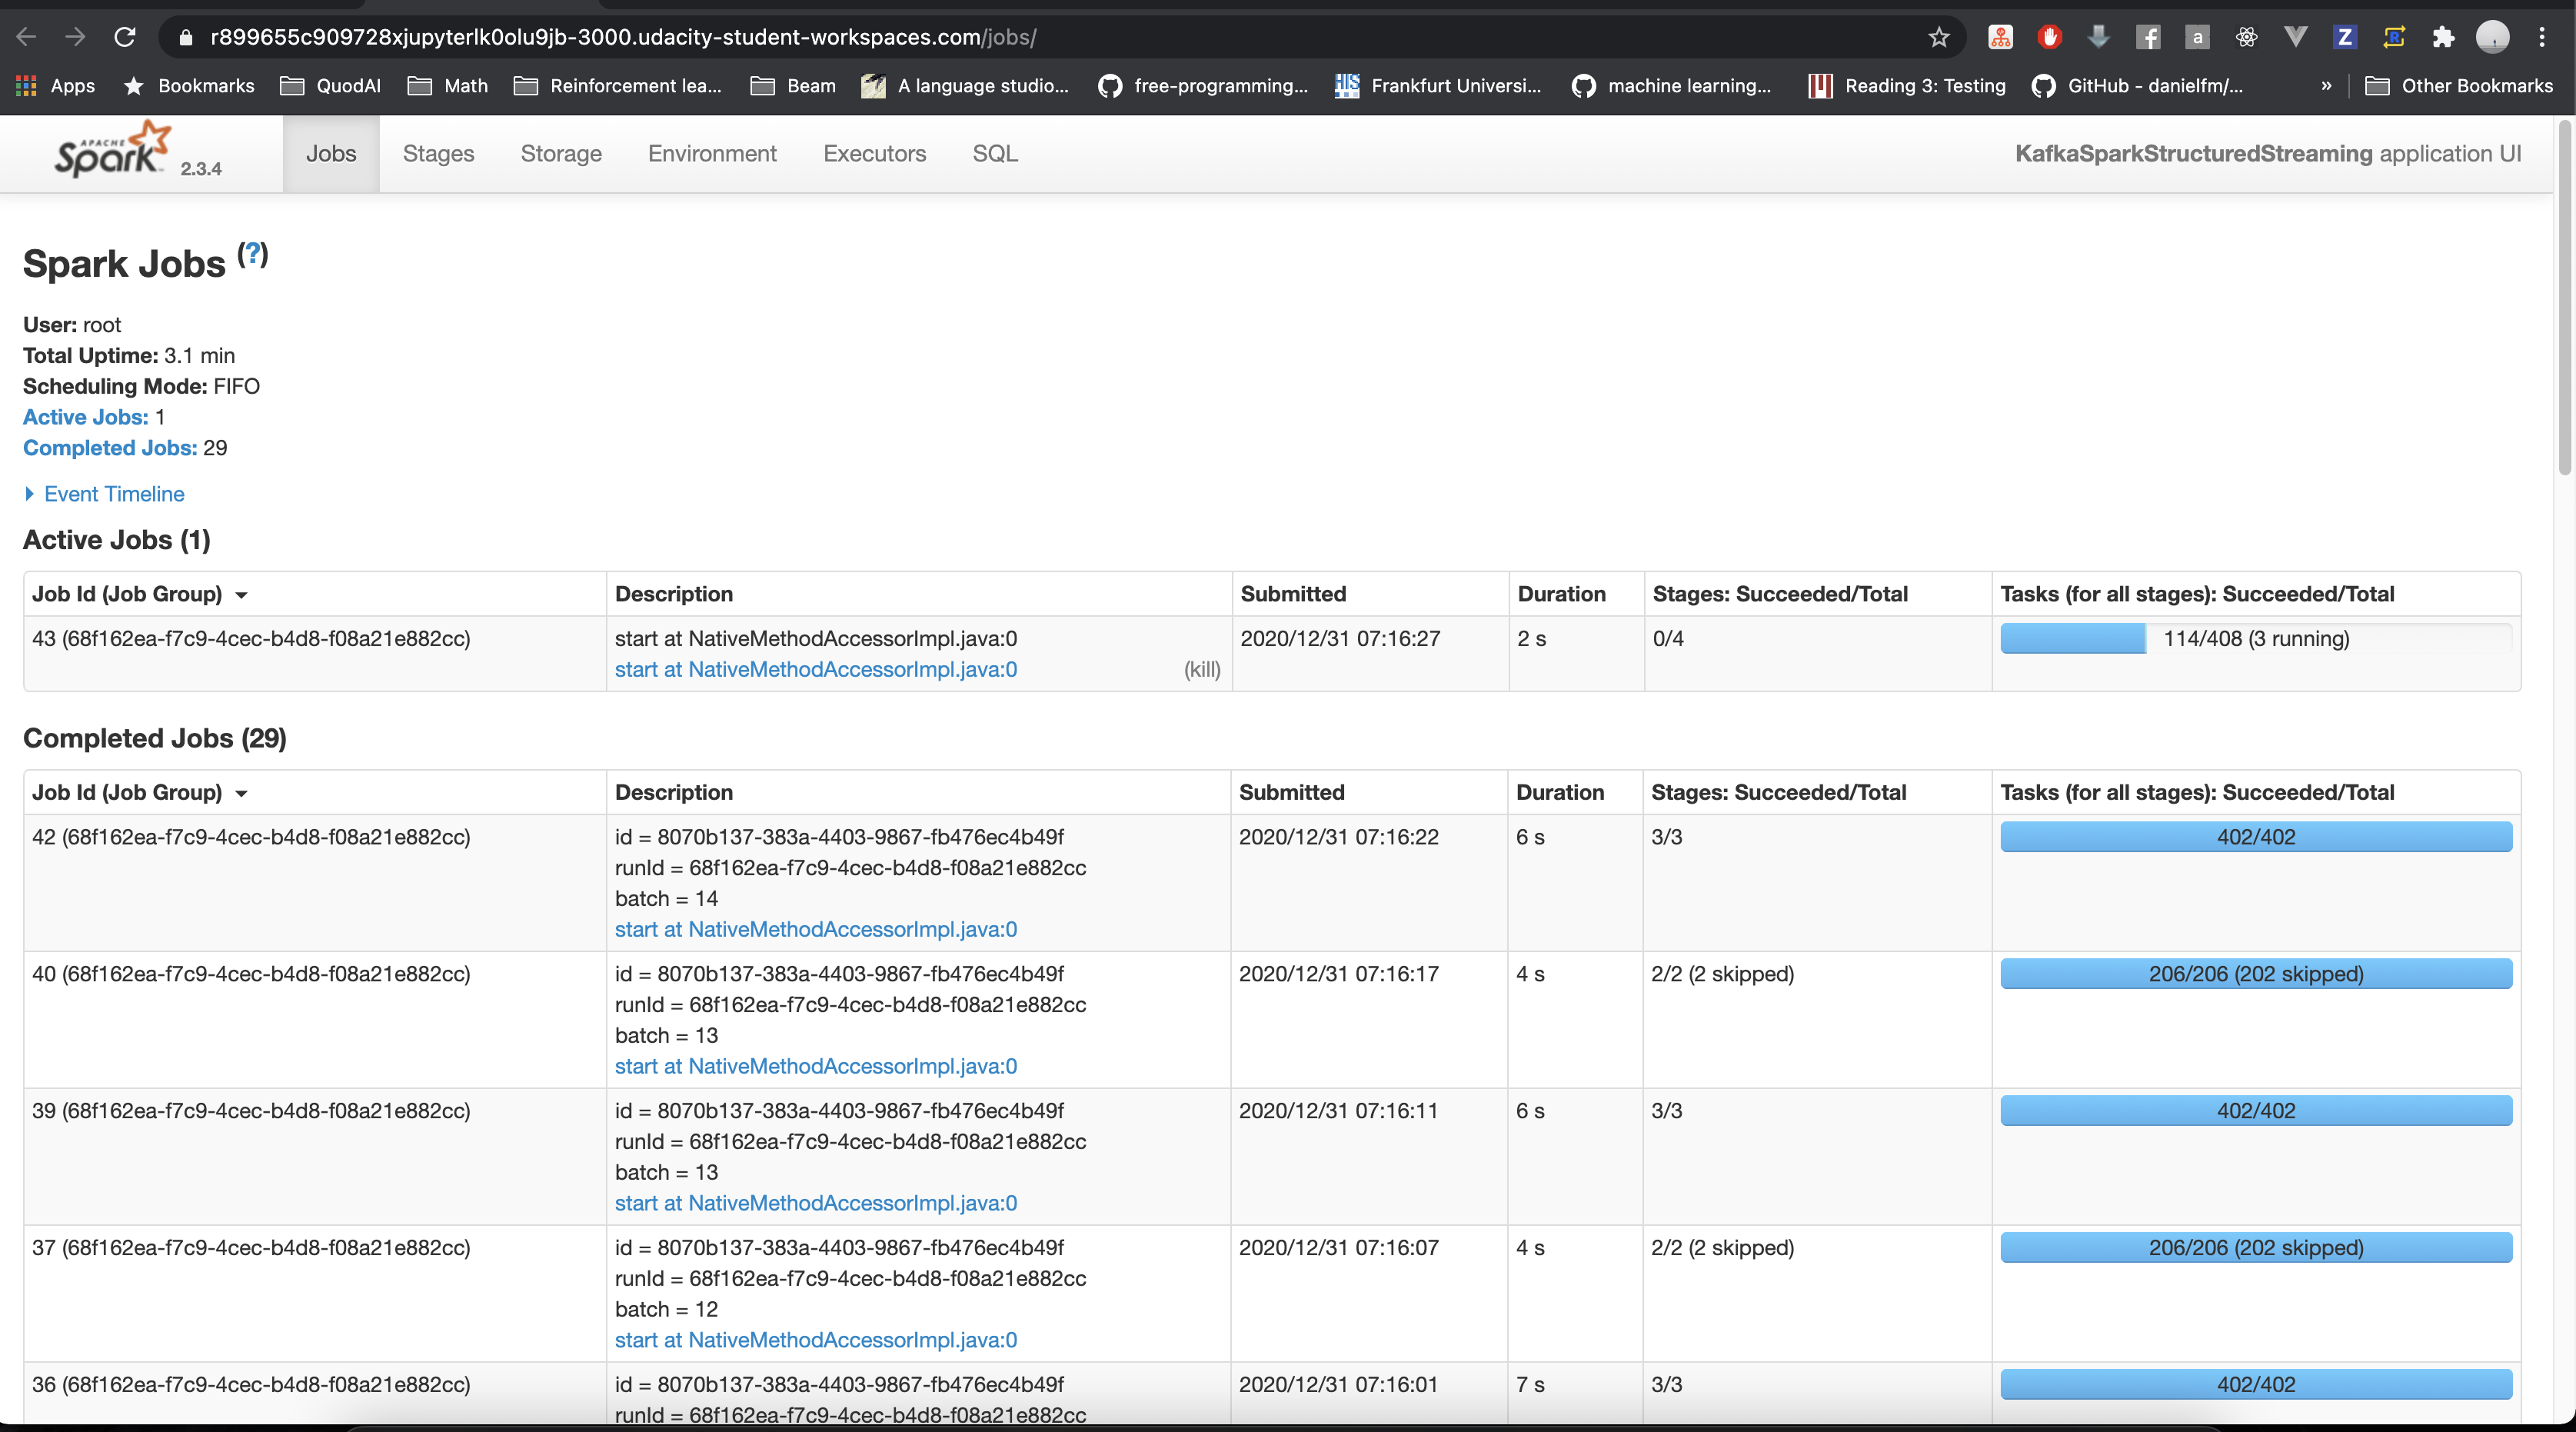 r899655c909728xjupyterlk0olu9jb-3000.udacity-student-workspaces.com/jobs/
Apps Bookmarks QuodAI Math Reinforcement lea... Beam A language studio... free-programming... Frankfurt Universi... machine learning... Reading 3: Testing GitHub - danielfm/... » Other Bookmarks
APACHE Spark 2.3.4 Jobs Stages Storage Environment Executors SQL KafkaSparkStructuredStreaming application UI
Spark Jobs (?)
User: root
Total Uptime: 3.1 min
Scheduling Mode: FIFO
Active Jobs: 1
Completed Jobs: 29
Event Timeline
Active Jobs (1)
Job Id (Job Group) Description Submitted Duration Stages: Succeeded/Total Tasks (for all stages): Succeeded/Total
43 (68f162ea-f7c9-4cec-b4d8-f08a21e882cc) start at NativeMethodAccessorImpl.java:0 2020/12/31 07:16:27 2 s 0/4 114/408 (3 running)
start at NativeMethodAccessorImpl.java:0 (kill)
Completed Jobs (29)
Job Id (Job Group) Description Submitted Duration Stages: Succeeded/Total Tasks (for all stages): Succeeded/Total
42 (68f162ea-f7c9-4cec-b4d8-f08a21e882cc) id = 8070b137-383a-4403-9867-fb476ec4b49f 2020/12/31 07:16:22 6 s 3/3 402/402
runId = 68f162ea-f7c9-4cec-b4d8-f08a21e882cc
batch = 14
start at NativeMethodAccessorImpl.java:0
40 (68f162ea-f7c9-4cec-b4d8-f08a21e882cc) id = 8070b137-383a-4403-9867-fb476ec4b49f 2020/12/31 07:16:17 4 s 2/2 (2 skipped) 206/206 (202 skipped)
runId = 68f162ea-f7c9-4cec-b4d8-f08a21e882cc
batch = 13
start at NativeMethodAccessorImpl.java:0
39 (68f162ea-f7c9-4cec-b4d8-f08a21e882cc) id = 8070b137-383a-4403-9867-fb476ec4b49f 2020/12/31 07:16:11 6 s 3/3 402/402
runId = 68f162ea-f7c9-4cec-b4d8-f08a21e882cc
batch = 13
start at NativeMethodAccessorImpl.java:0
37 (68f162ea-f7c9-4cec-b4d8-f08a21e882cc) id = 8070b137-383a-4403-9867-fb476ec4b49f 2020/12/31 07:16:07 4 s 2/2 (2 skipped) 206/206 (202 skipped)
runId = 68f162ea-f7c9-4cec-b4d8-f08a21e882cc
batch = 12
start at NativeMethodAccessorImpl.java:0
36 (68f162ea-f7c9-4cec-b4d8-f08a21e882cc) id = 8070b137-383a-4403-9867-fb476ec4b49f 2020/12/31 07:16:01 7 s 3/3 402/402
runId = 68f162ea-f7c9-4cec-b4d8-f08a21e882cc